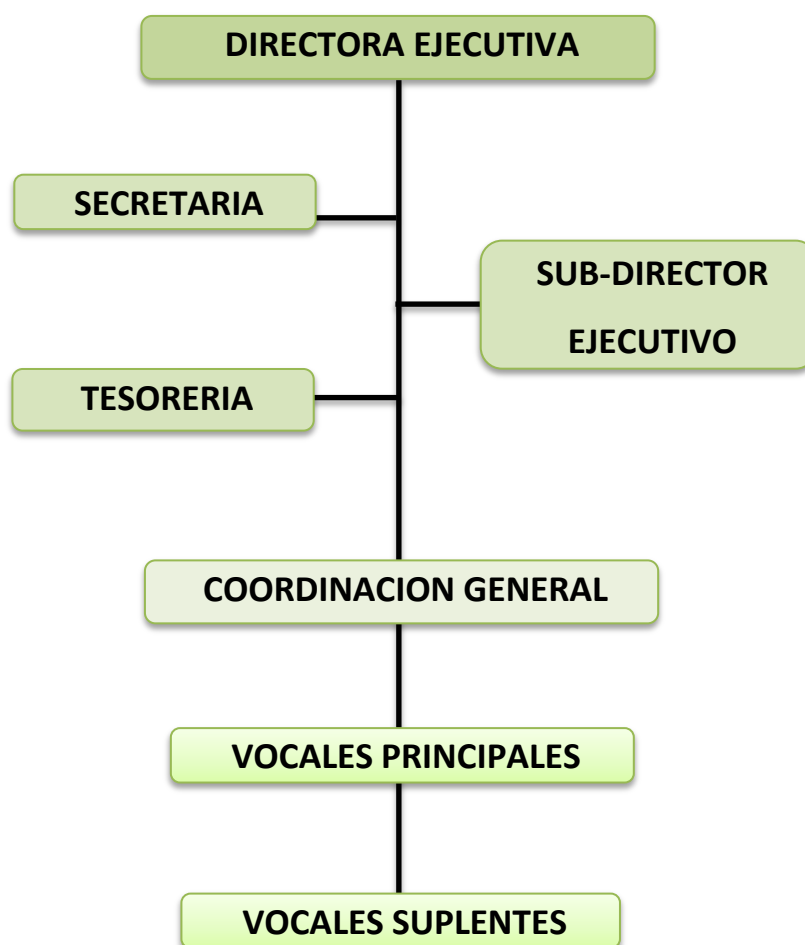 DIRECTORA EJECUTIVA
SECRETARIA
SUB-DIRECTOR
EJECUTIVO
TESORERIA
COORDINACION GENERAL
VOCALES PRINCIPALES
VOCALES SUPLENTES